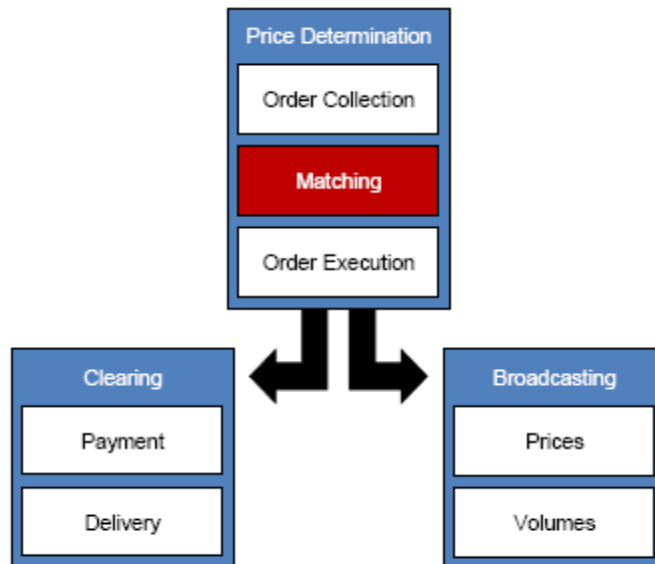 Price Determination
Order Collection
Matching
Order Execution
Clearing
Payment
Delivery
Broadcasting
Prices
Volumes